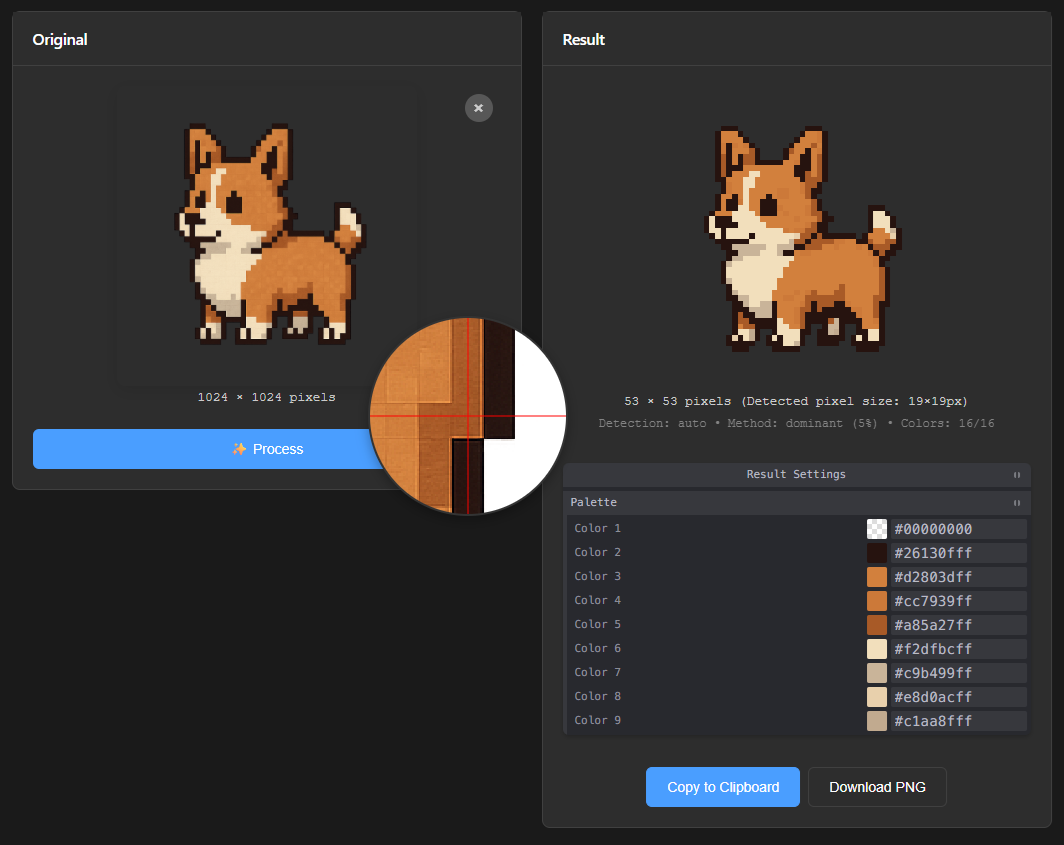 Original
1024 × 1024 pixels
✨ Process
Result
53 × 53 pixels (Detected pixel size: 19×19px)
Detection: auto • Method: dominant (5%) • Colors: 16/16
Result Settings
Palette
Color 1 #00000000
Color 2 #26130fff
Color 3 #d2803dff
Color 4 #cc7939ff
Color 5 #a85a27ff
Color 6 #f2dfbcff
Color 7 #c9b499ff
Color 8 #e8d0acff
Color 9 #c1aa8fff
Copy to Clipboard
Download PNG